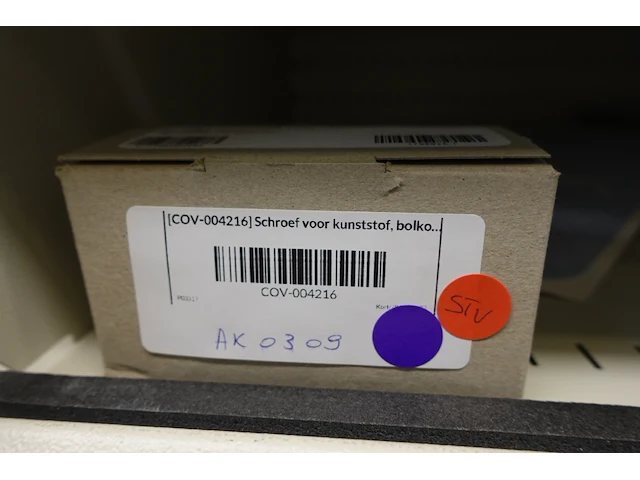 [COV-004216] Schroef voor kunststof, bolko...
COV-004216
STV
AK 0309